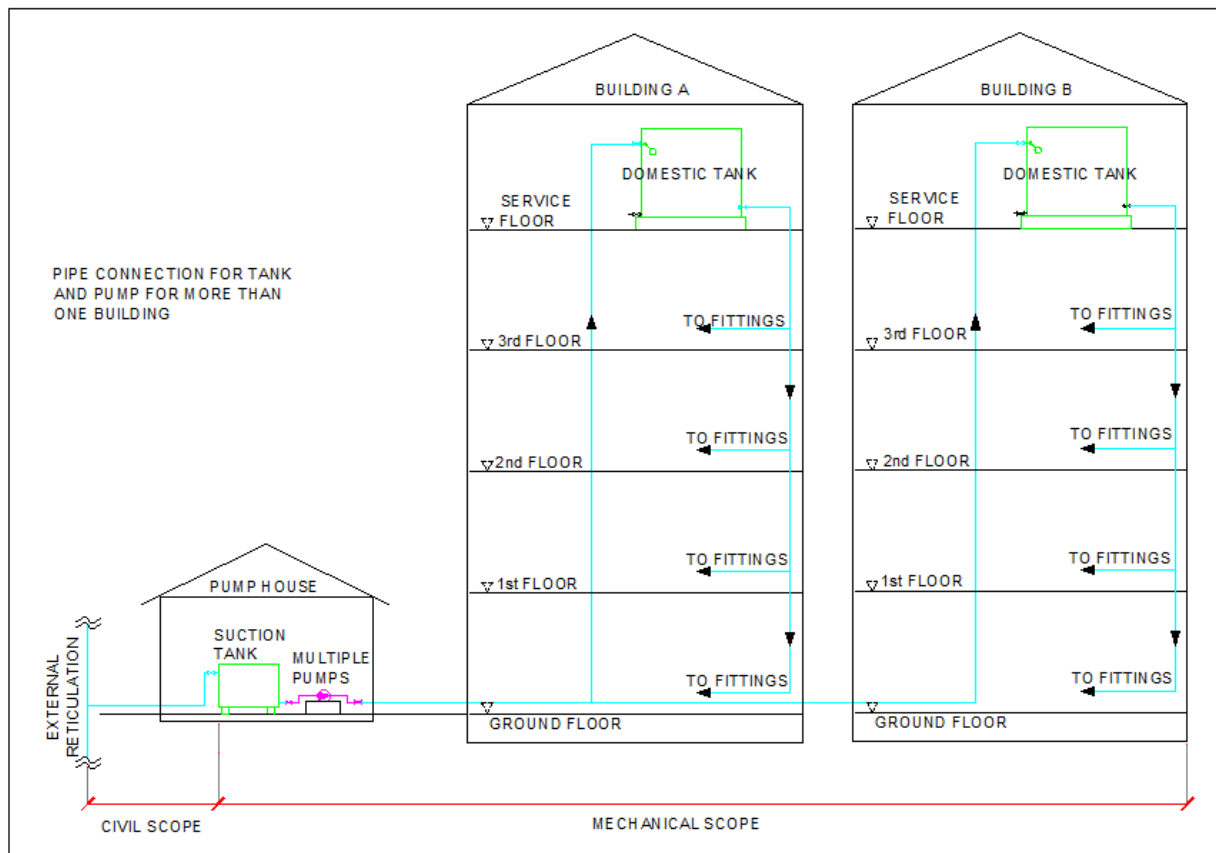 PIPE CONNECTION FOR TANK
AND PUMP FOR MORE THAN
ONE BUILDING
BUILDING A
DOMESTIC TANK
SERVICE
FLOOR
TO FITTINGS
3rd FLOOR
TO FITTINGS
2nd FLOOR
TO FITTINGS
1st FLOOR
TO FITTINGS
GROUND FLOOR
BUILDING B
DOMESTIC TANK
SERVICE
FLOOR
TO FITTINGS
3rd FLOOR
TO FITTINGS
2nd FLOOR
TO FITTINGS
1st FLOOR
TO FITTINGS
GROUND FLOOR
PUMP HOUSE
SUCTION
TANK
MULTIPLE
PUMPS
EXTERNAL
RETICULATION
CIVIL SCOPE
MECHANICAL SCOPE